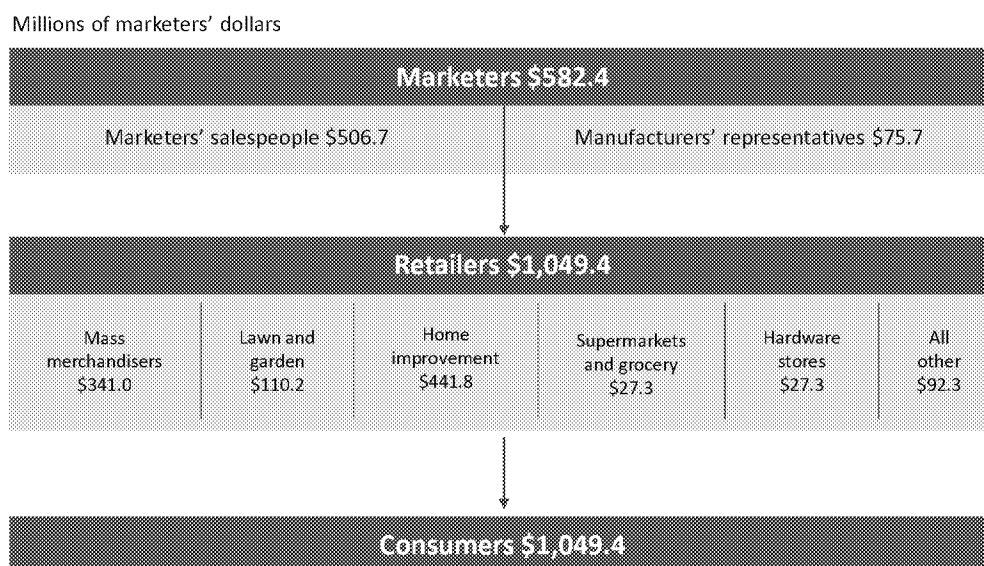 Millions of marketers’ dollars
Marketers $582.4
Marketers’ salespeople $506.7
Manufacturers’ representatives $75.7
Retailers $1,049.4
Mass
merchandisers
$341.0
Lawn and
garden
$110.2
Home
improvement
$441.8
Supermarkets
and grocery
$27.3
Hardware
stores
$27.3
All
other
$92.3
Consumers $1,049.4